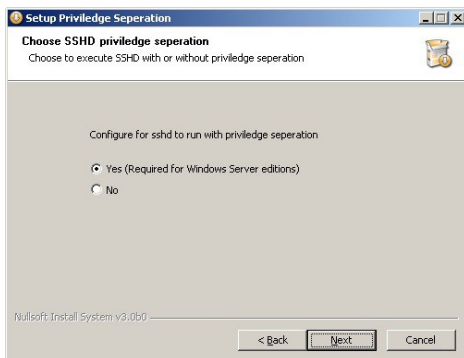 Setup Priviledge Seperation
Choose SSHD priviledge seperation
Choose to execute SSHD with or without priviledge seperation
Configure for sshd to run with priviledge seperation
Yes (Required for Windows Server editions)
No
Nullsoft Install System v3.0b0
< Back Next Cancel